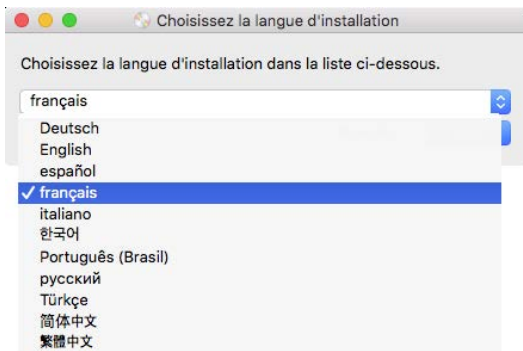 Choisissez la langue d'installation
Choisissez la langue d'installation dans la liste ci-dessous.
français
Deutsch
English
español
✓ français
italiano
한국어
Português (Brasil)
русский
Türkçe
简体中文
繁體中文